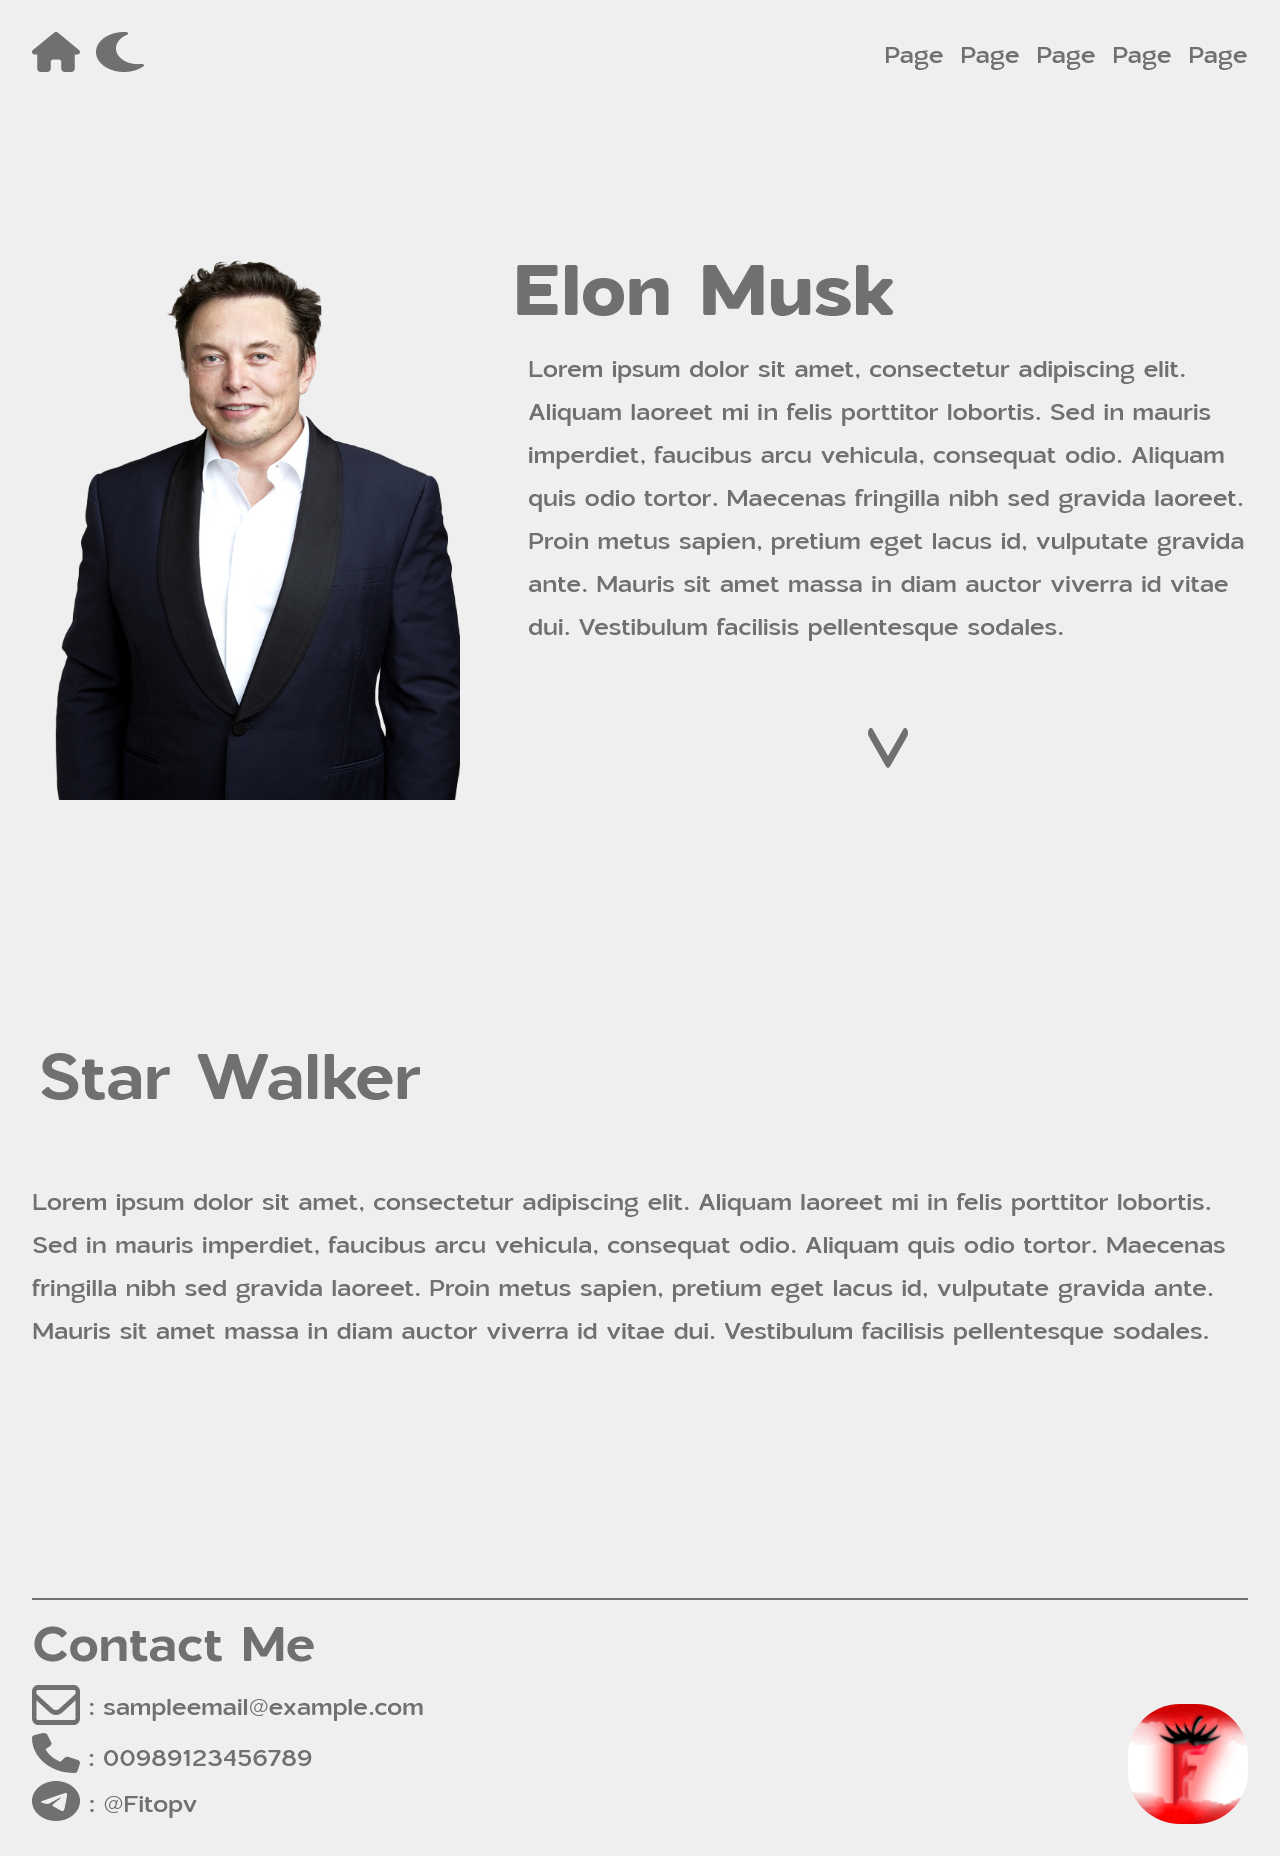 Page Page Page Page Page
Elon Musk
Lorem ipsum dolor sit amet, consectetur adipiscing elit.
Aliquam laoreet mi in felis porttitor lobortis. Sed in mauris
imperdiet, faucibus arcu vehicula, consequat odio. Aliquam
quis odio tortor. Maecenas fringilla nibh sed gravida laoreet.
Proin metus sapien, pretium eget lacus id, vulputate gravida
ante. Mauris sit amet massa in diam auctor viverra id vitae
dui. Vestibulum facilisis pellentesque sodales.
Star Walker
Lorem ipsum dolor sit amet, consectetur adipiscing elit. Aliquam laoreet mi in felis porttitor lobortis.
Sed in mauris imperdiet, faucibus arcu vehicula, consequat odio. Aliquam quis odio tortor. Maecenas
fringilla nibh sed gravida laoreet. Proin metus sapien, pretium eget lacus id, vulputate gravida ante.
Mauris sit amet massa in diam auctor viverra id vitae dui. Vestibulum facilisis pellentesque sodales.
Contact Me
: sampleemail@example.com
: 00989123456789
: @Fitopv
F